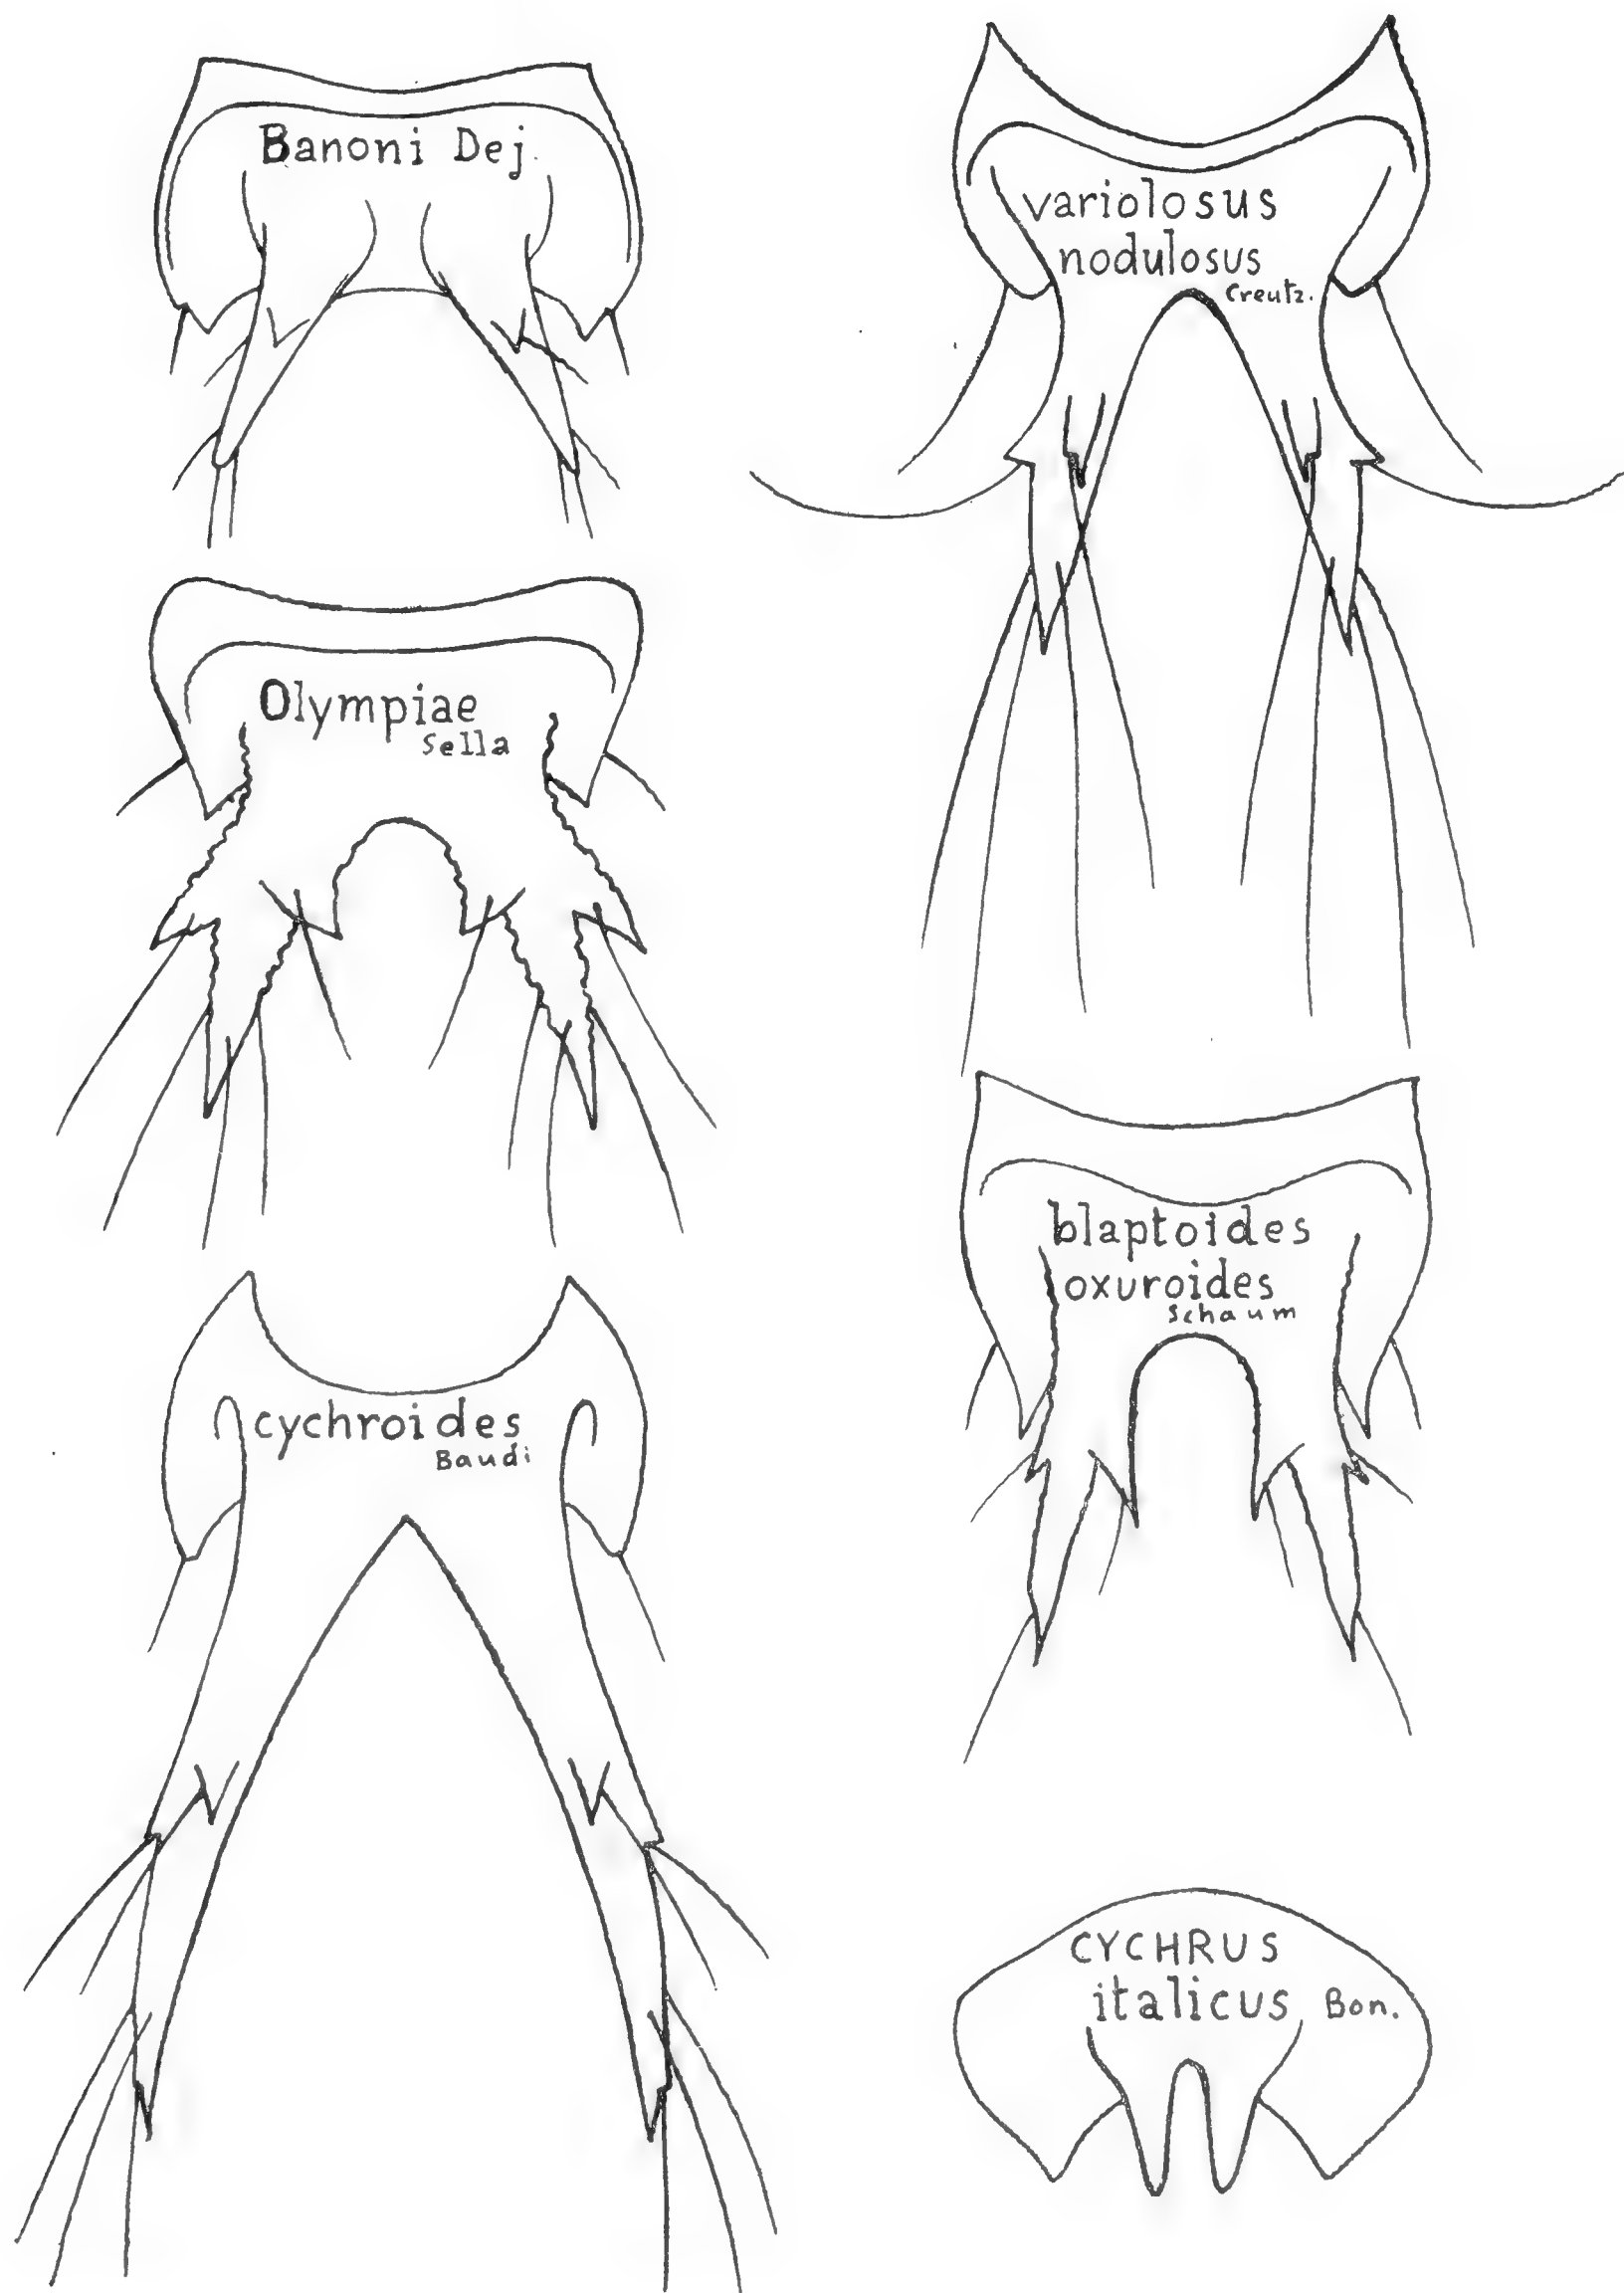 Banoni Dej.
Olympiae
Sella
cychroides
Baudi
variolosus
nodulosus
Creutz.
blaptoides
oxuroides
Schaum
CYCHRUS
italicus Bon.